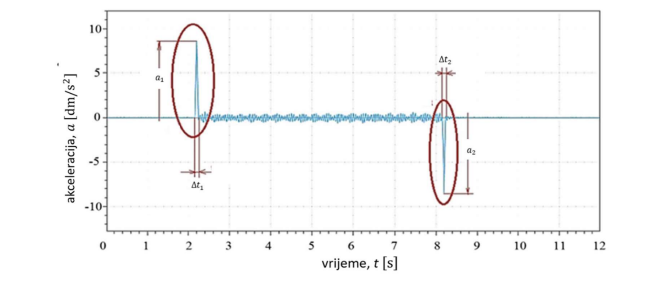 akceleracija, a [dm/s²]
10
5
0
-5
-10
a₁
Δt₁
Δt₂
a₂
0 1 2 3 4 5 6 7 8 9 10 11 12
vrijeme, t [s]